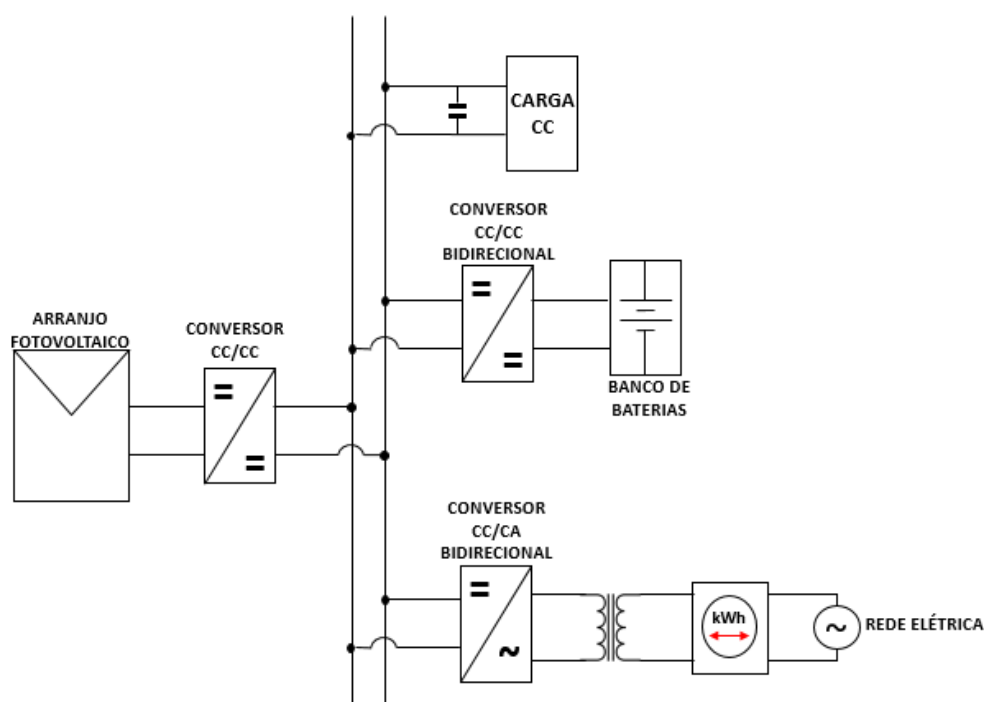 CARGA
CC
CONVERSOR
CC/CC
BIDIRECIONAL
ARRANJO
FOTOVOLTAICO
CONVERSOR
CC/CC
BANCO DE
BATERIAS
CONVERSOR
CC/CA
BIDIRECIONAL
kWh
REDE ELÉTRICA